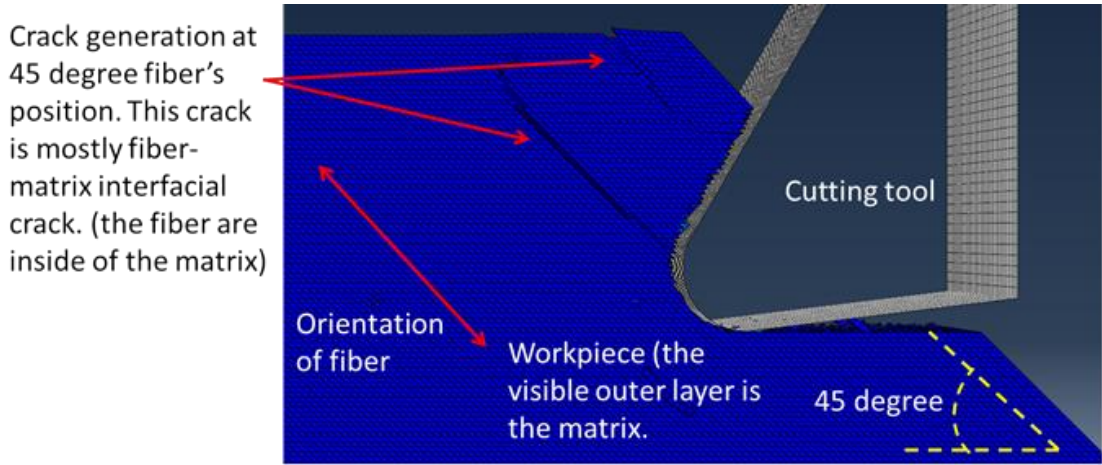 Crack generation at
45 degree fiber's
position. This crack
is mostly fiber-
matrix interfacial
crack. (the fiber are
inside of the matrix)
Cutting tool
Orientation
of fiber
Workpiece (the
visible outer layer is
the matrix.
45 degree